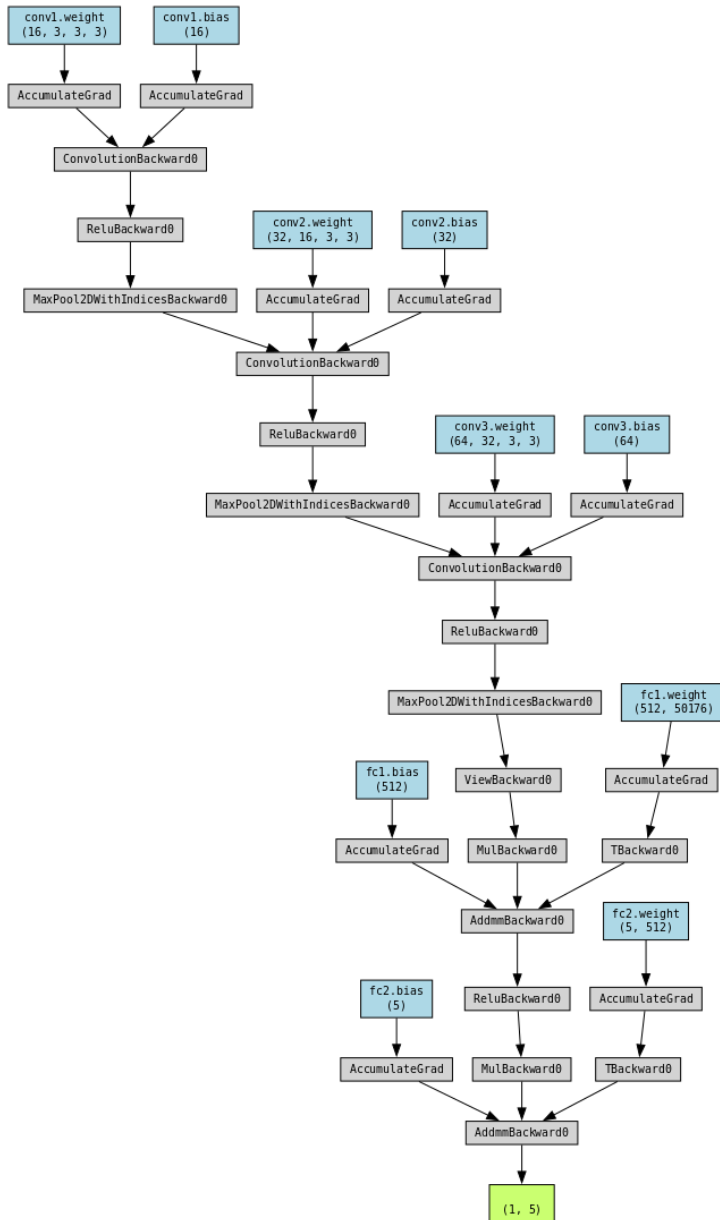 conv1.weight
(16, 3, 3, 3)
conv1.bias
(16)
AccumulateGrad
AccumulateGrad
ConvolutionBackward0
ReluBackward0
conv2.weight
(32, 16, 3, 3)
conv2.bias
(32)
MaxPool2DWithIndicesBackward0
AccumulateGrad
AccumulateGrad
ConvolutionBackward0
ReluBackward0
conv3.weight
(64, 32, 3, 3)
conv3.bias
(64)
MaxPool2DWithIndicesBackward0
AccumulateGrad
AccumulateGrad
ConvolutionBackward0
ReluBackward0
MaxPool2DWithIndicesBackward0
fc1.weight
(512, 50176)
fc1.bias
(512)
ViewBackward0
AccumulateGrad
AccumulateGrad
MulBackward0
TBackward0
AddmmBackward0
fc2.weight
(5, 512)
fc2.bias
(5)
ReluBackward0
AccumulateGrad
AccumulateGrad
MulBackward0
TBackward0
AddmmBackward0
(1, 5)